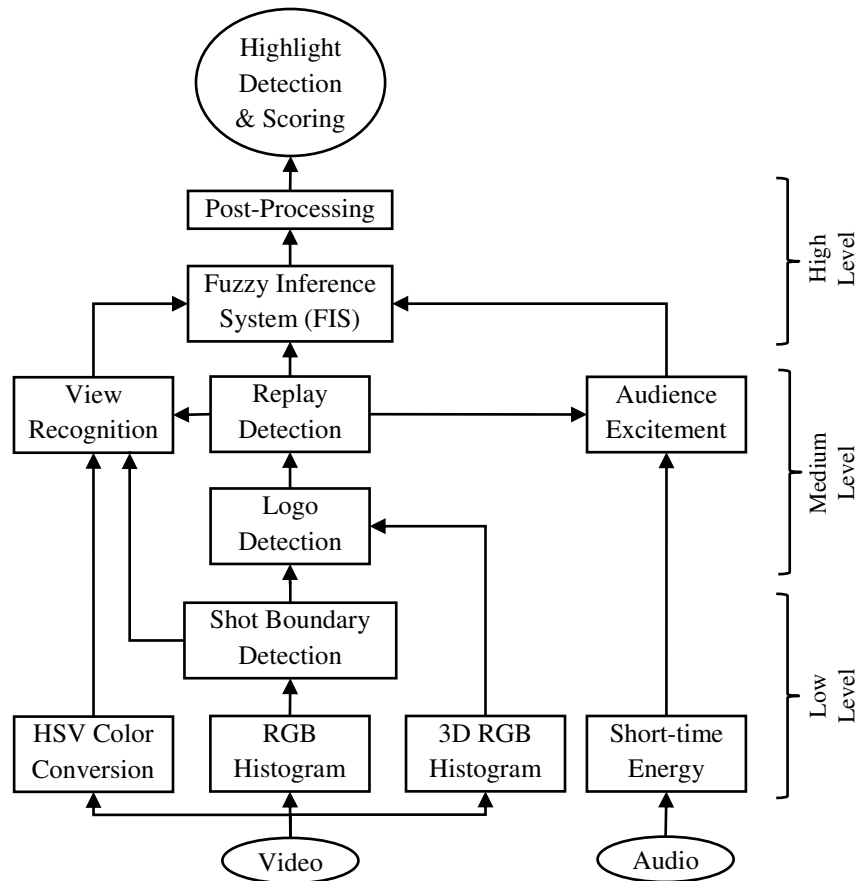 Highlight
Detection
& Scoring
Post-Processing
High
Level
Fuzzy Inference
System (FIS)
View
Recognition
Replay
Detection
Audience
Excitement
Medium
Level
Logo
Detection
Shot Boundary
Detection
Low
Level
HSV Color
Conversion
RGB
Histogram
3D RGB
Histogram
Short-time
Energy
Video
Audio